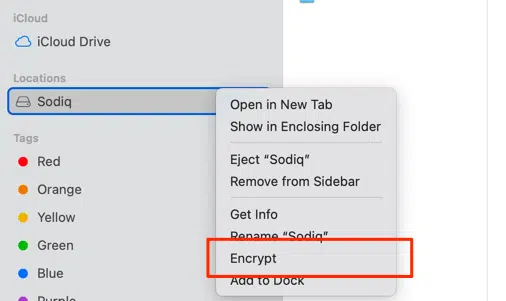 iCloud
iCloud Drive
Locations
Sodiq
Tags
Red
Orange
Yellow
Green
Blue
Purple
Open in New Tab
Show in Enclosing Folder
Eject “Sodiq”
Remove from Sidebar
Get Info
Rename “Sodiq”
Encrypt
Add to Dock